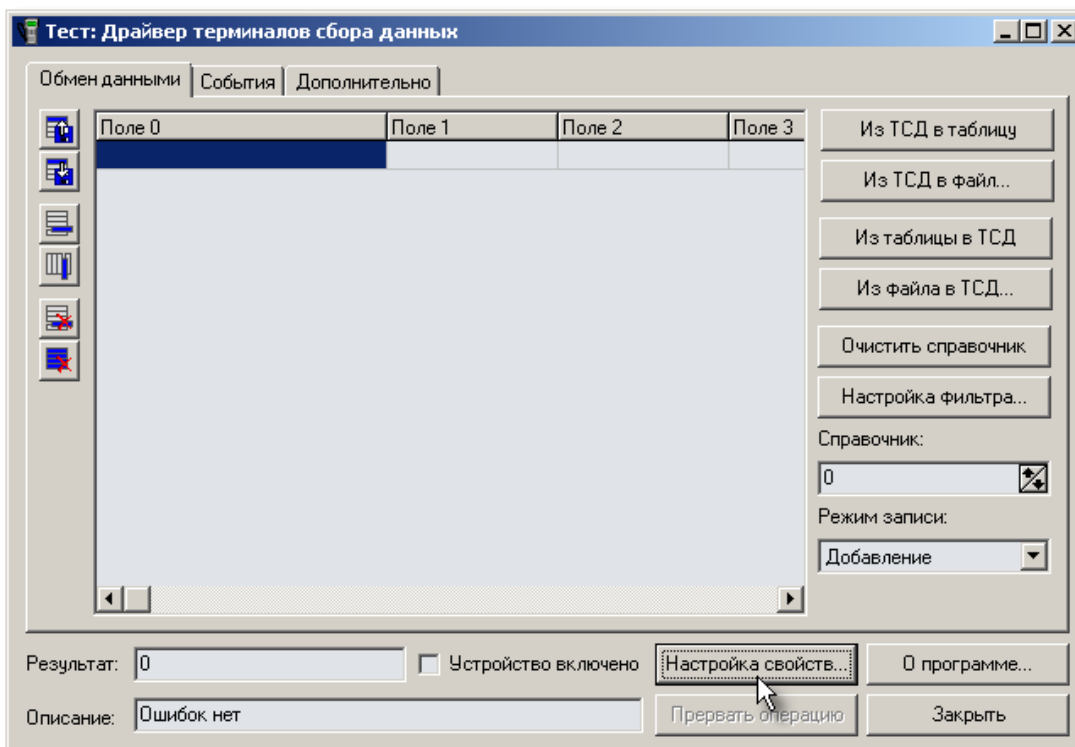 Тест: Драйвер терминалов сбора данных
Обмен данными События Дополнительно
Поле 0 Поле 1 Поле 2 Поле 3
Из ТСД в таблицу
Из ТСД в файл...
Из таблицы в ТСД
Из файла в ТСД...
Очистить справочник
Настройка фильтра...
Справочник:
0
Режим записи:
Добавление
Результат: 0 Устройство включено Настройка свойств... О программе...
Описание: Ошибок нет Прервать операцию Закрыть